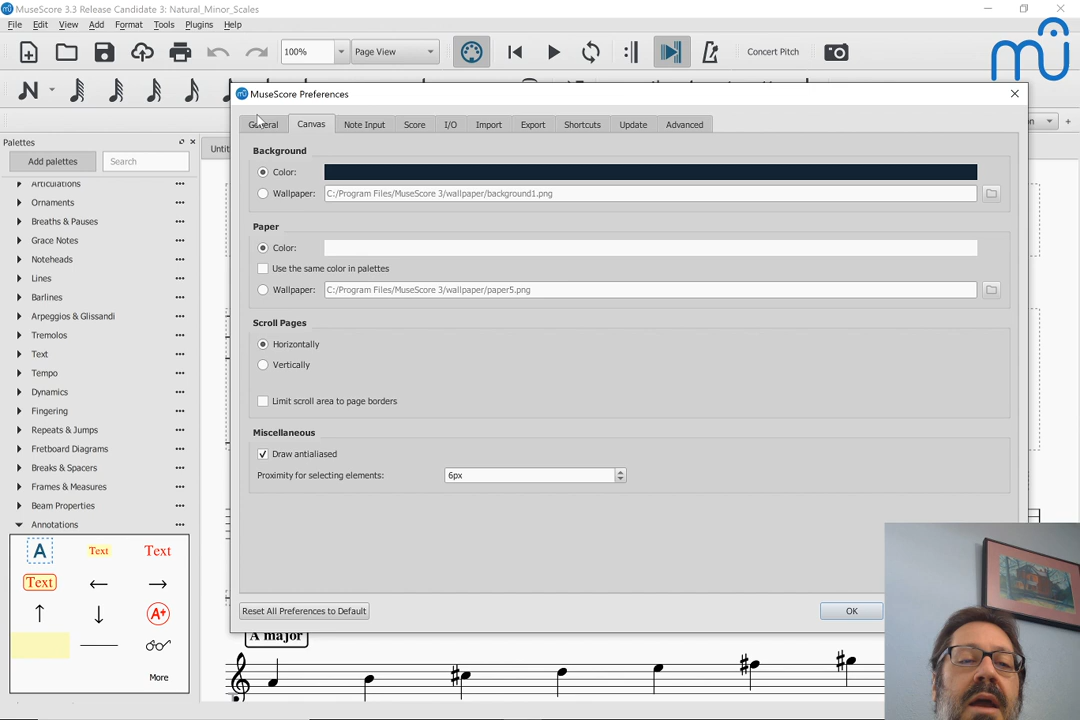 MuseScore 3.3 Release Candidate 3: Natural_Minor_Scales
File Edit View Add Format Tools Plugins Help
100% Page View Concert Pitch
MuseScore Preferences
Palettes
Untit
General Canvas Note Input Score I/O Import Export Shortcuts Update Advanced
Add palettes Search
Articulations
Ornaments
Breaths & Pauses
Grace Notes
Noteheads
Lines
Barlines
Arpeggios & Glissandi
Tremolos
Text
Tempo
Dynamics
Fingering
Repeats & Jumps
Fretboard Diagrams
Breaks & Spacers
Frames & Measures
Beam Properties
Annotations
A Text Text
Text
A+
More
Background
Color:
Wallpaper: C:/Program Files/MuseScore 3/wallpaper/background1.png
Paper
Color:
Use the same color in palettes
Wallpaper: C:/Program Files/MuseScore 3/wallpaper/paper5.png
Scroll Pages
Horizontally
Vertically
Limit scroll area to page borders
Miscellaneous
Draw antialiased
Proximity for selecting elements: 6px
Reset All Preferences to Default OK
A major